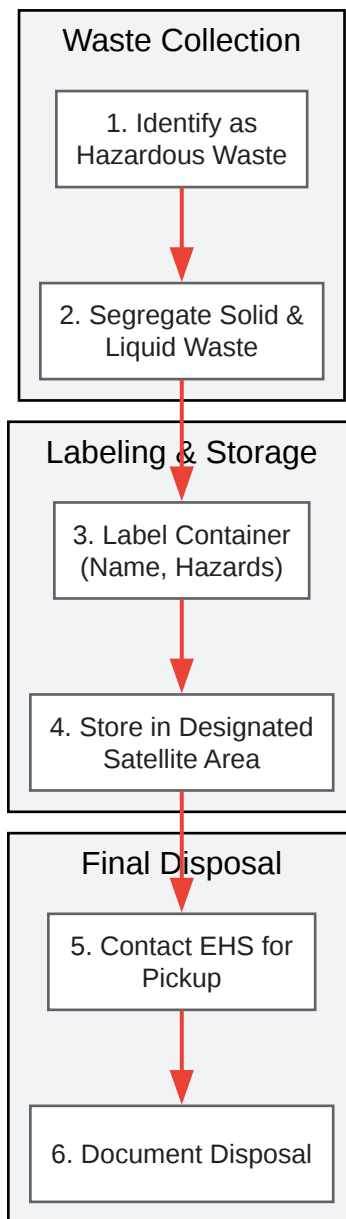 Waste Collection
1. Identify as
Hazardous Waste
2. Segregate Solid &
Liquid Waste
Labeling & Storage
3. Label Container
(Name, Hazards)
4. Store in Designated
Satellite Area
Final Disposal
5. Contact EHS for
Pickup
6. Document Disposal